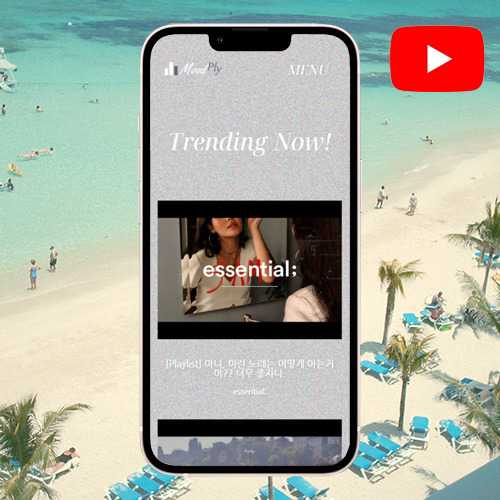 MoodPly
MENU
Trending Now!
essential;
[Playlist] 아니, 이런 노래는 어떻게 아는거
야?? 너무 좋자나..
essential;